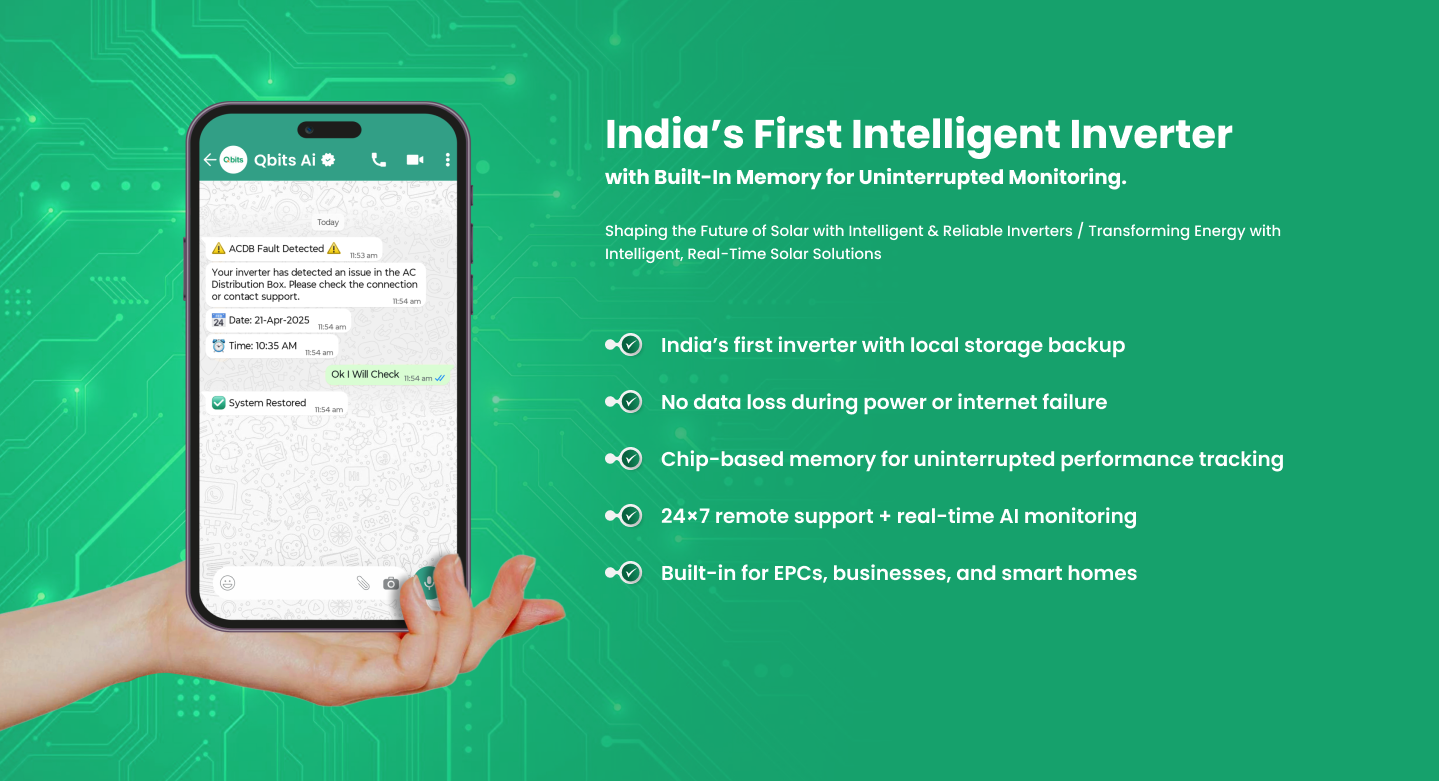 Qbits
Qbits Ai
Today
⚠️ ACDB Fault Detected ⚠️
11:53 am
Your inverter has detected an issue in the AC
Distribution Box. Please check the connection
or contact support.
11:54 am
24
Date: 21-Apr-2025
11:54 am
Time: 10:35 AM
11:54 am
Ok I Will Check
11:54 am
System Restored
11:54 am
India’s First Intelligent Inverter
with Built-In Memory for Uninterrupted Monitoring.
Shaping the Future of Solar with Intelligent & Reliable Inverters / Transforming Energy with
Intelligent, Real-Time Solar Solutions
India’s first inverter with local storage backup
No data loss during power or internet failure
Chip-based memory for uninterrupted performance tracking
24×7 remote support + real-time AI monitoring
Built-in for EPCs, businesses, and smart homes